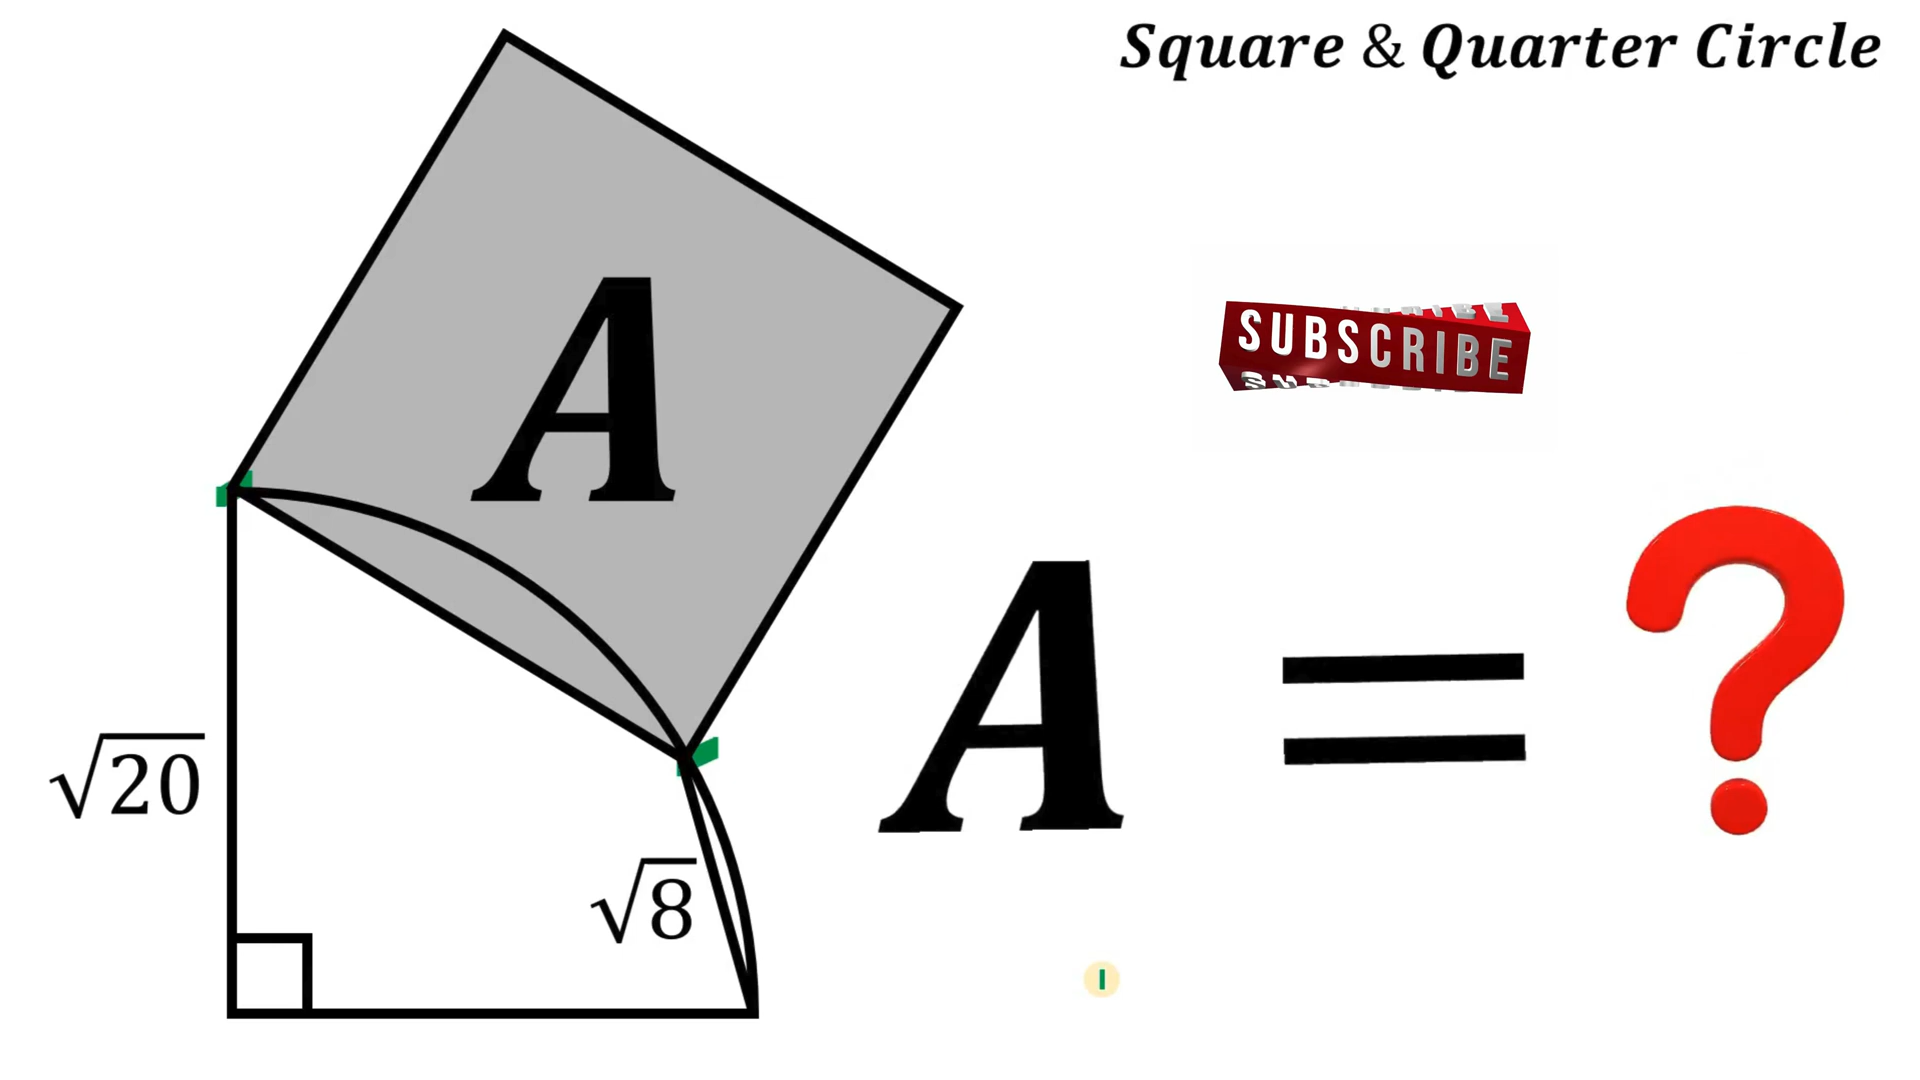 Square & Quarter Circle
SUBSCRIBE
A
A = ?
√20
√8